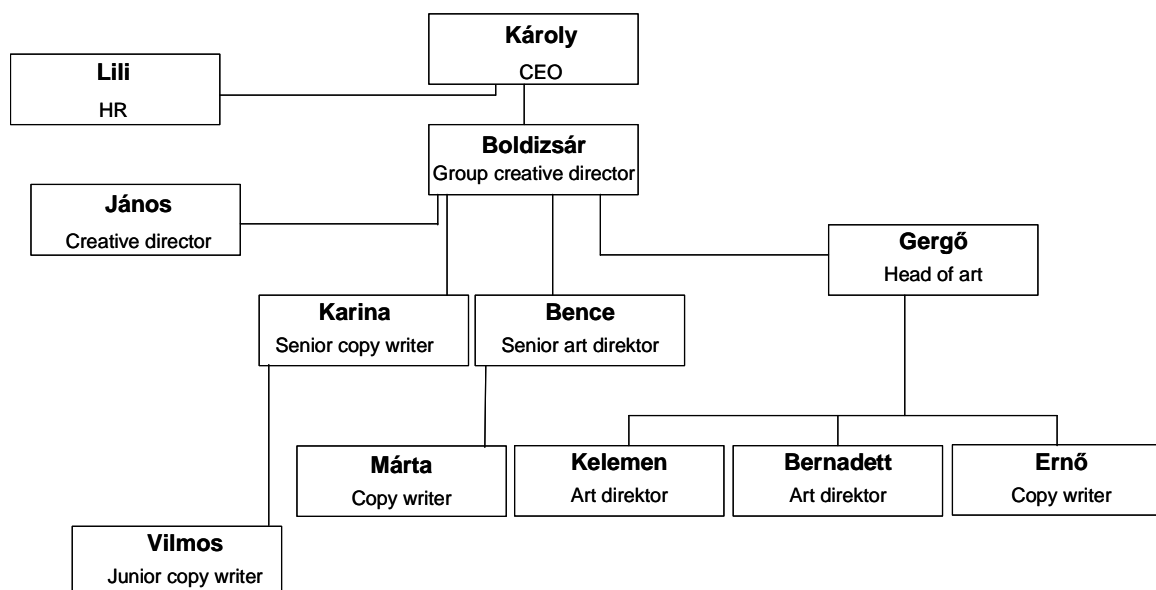 Károly
CEO
Lili
HR
Boldizsár
Group creative director
János
Creative director
Gergő
Head of art
Karina
Senior copy writer
Bence
Senior art direktor
Márta
Copy writer
Kelemen
Art direktor
Bernadett
Art direktor
Ernő
Copy writer
Vilmos
Junior copy writer